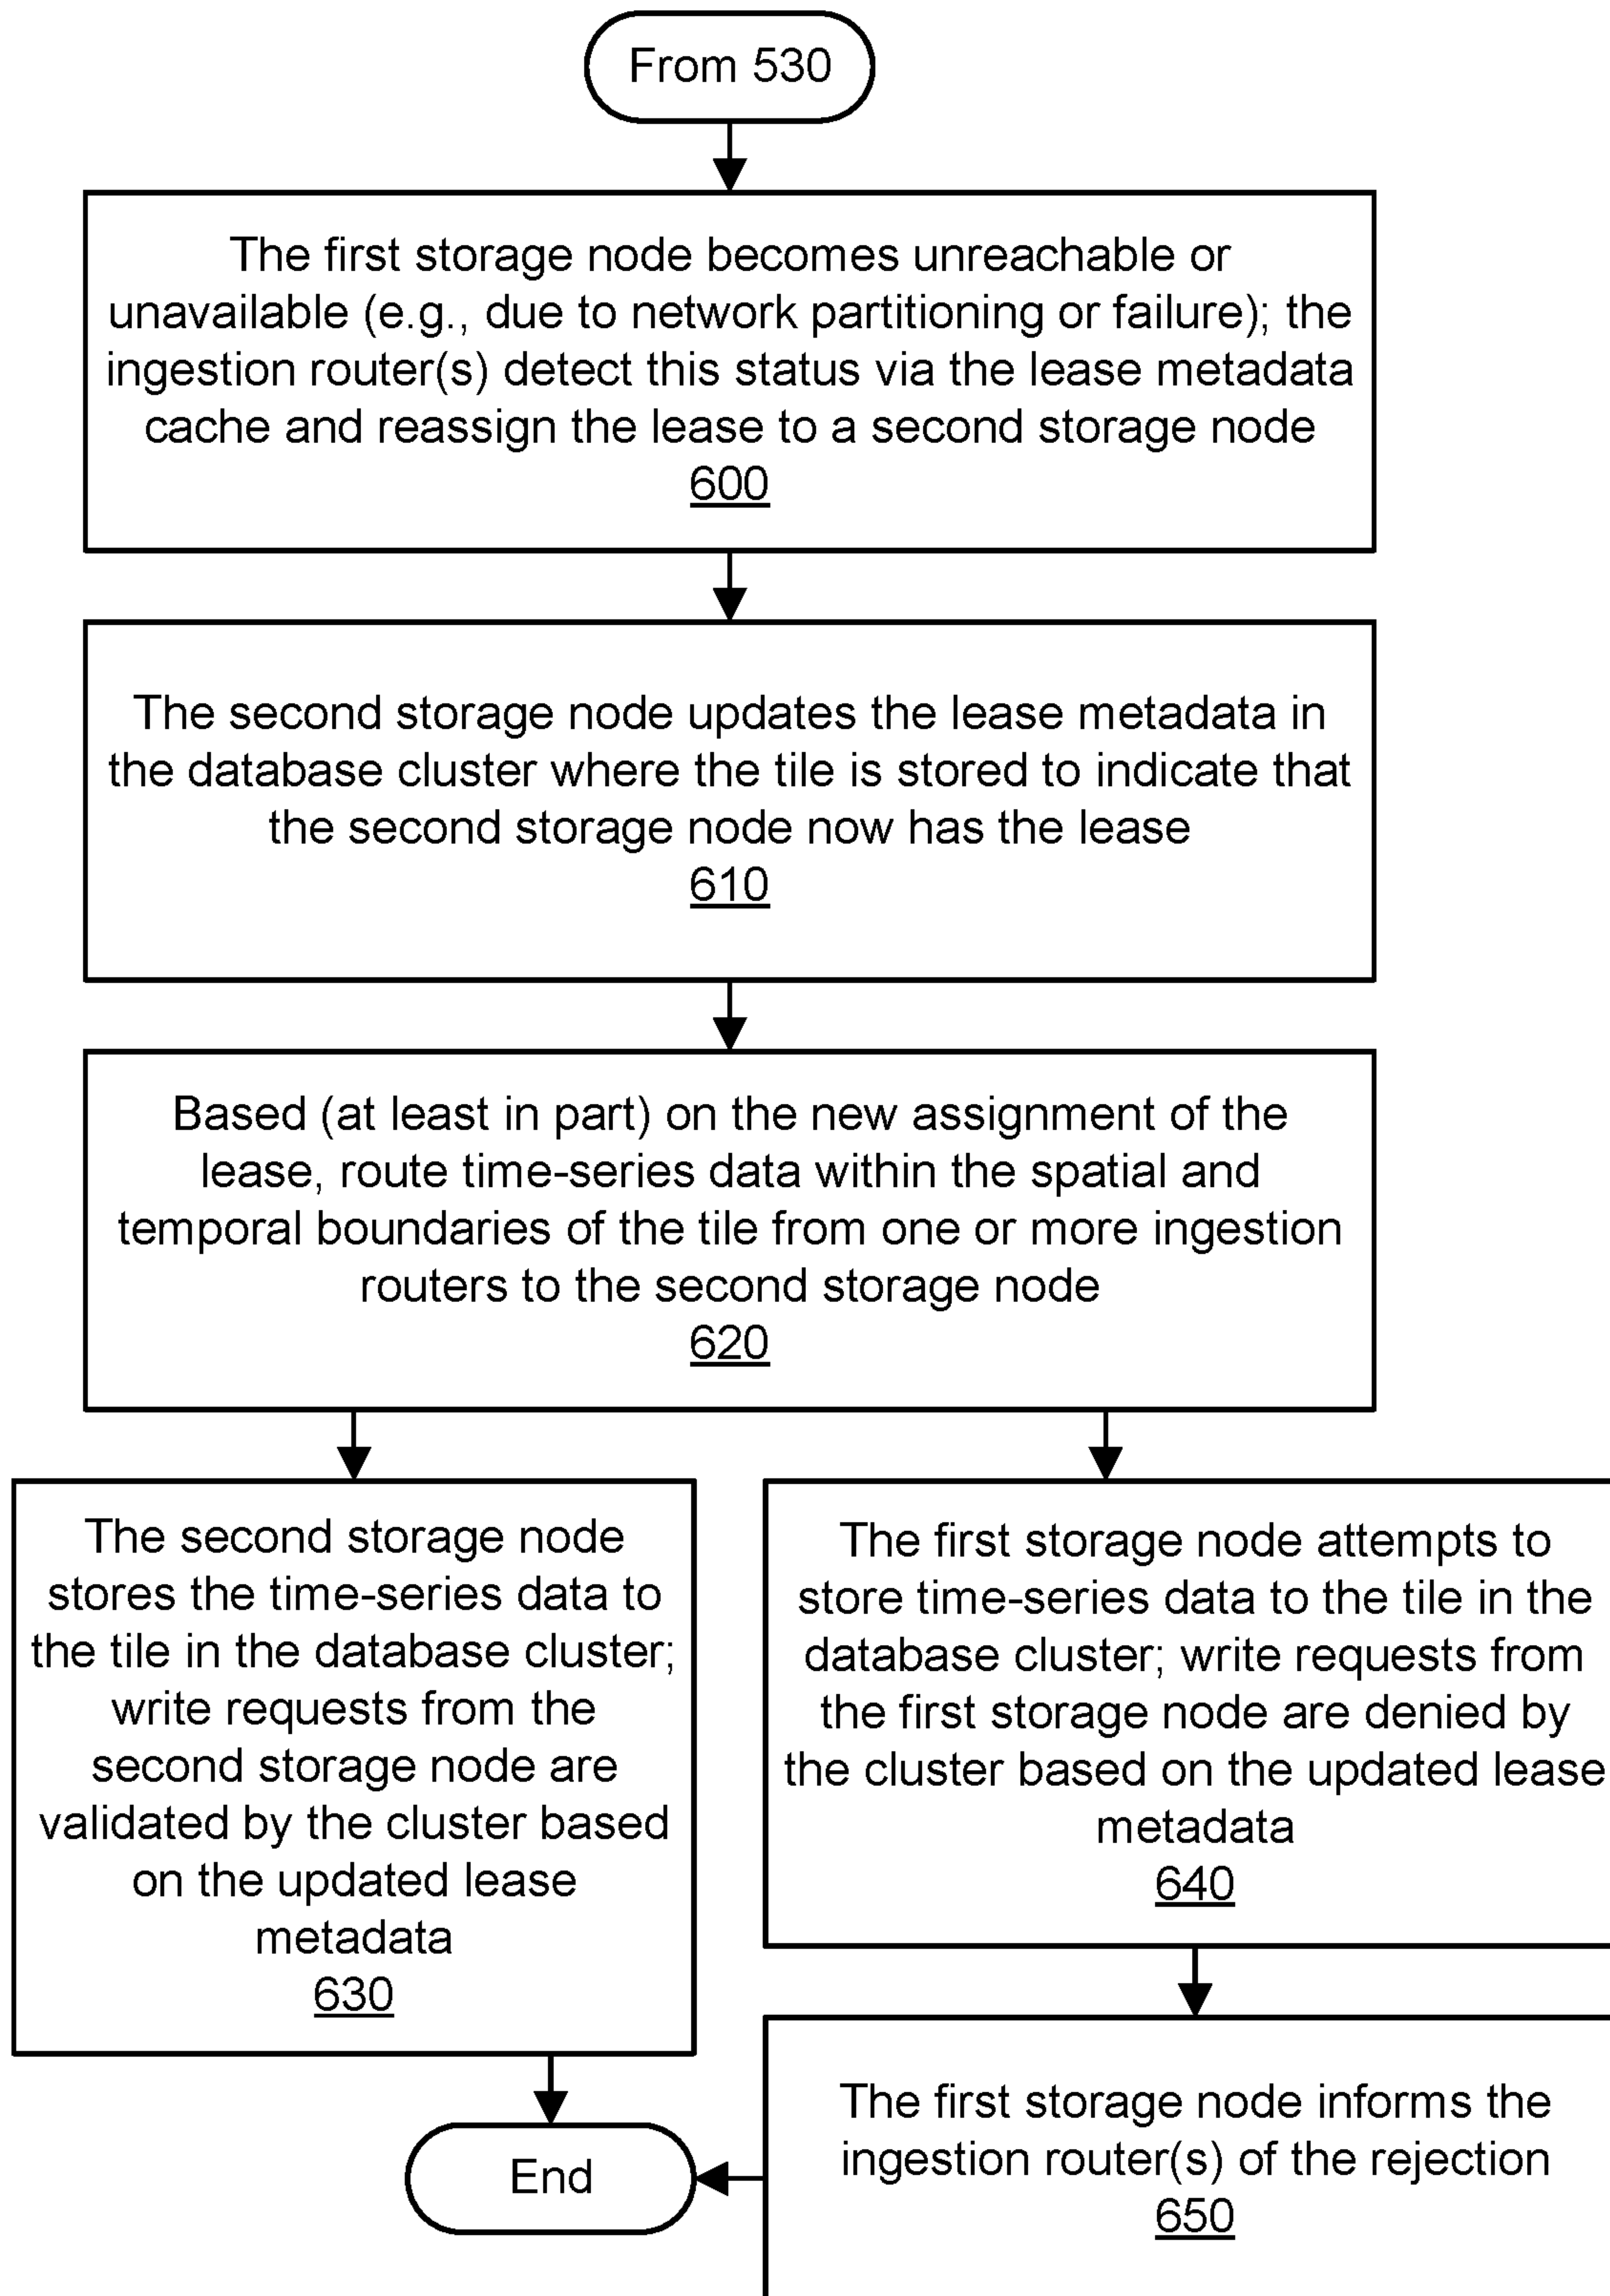 From 530
The first storage node becomes unreachable or
unavailable (e.g., due to network partitioning or failure); the
ingestion router(s) detect this status via the lease metadata
cache and reassign the lease to a second storage node
600
The second storage node updates the lease metadata in
the database cluster where the tile is stored to indicate that
the second storage node now has the lease
610
Based (at least in part) on the new assignment of the
lease, route time-series data within the spatial and
temporal boundaries of the tile from one or more ingestion
routers to the second storage node
620
The second storage node
stores the time-series data to
the tile in the database cluster;
write requests from the
second storage node are
validated by the cluster based
on the updated lease
metadata
630
The first storage node attempts to
store time-series data to the tile in the
database cluster; write requests from
the first storage node are denied by
the cluster based on the updated lease
metadata
640
The first storage node informs the
ingestion router(s) of the rejection
650
End